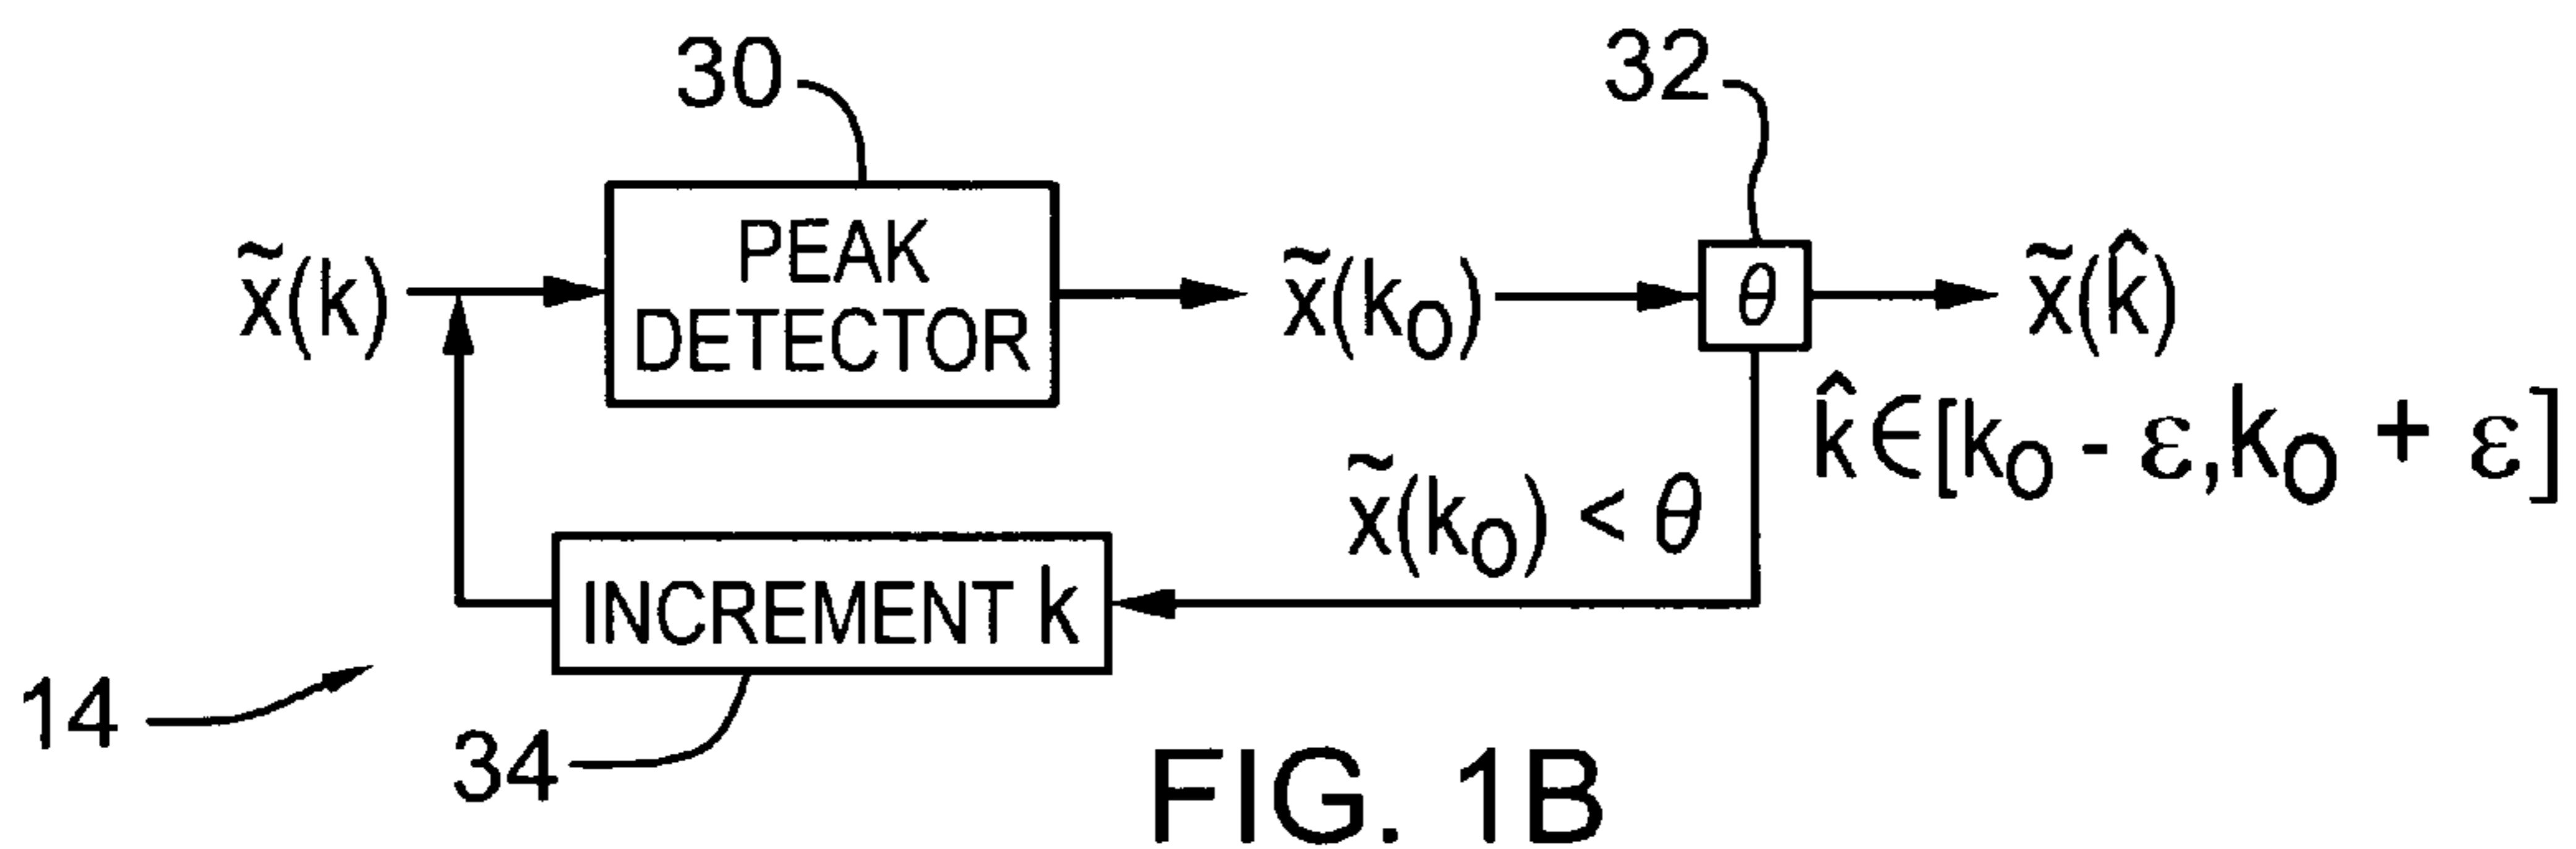 30
32
x̃(k)
PEAK
DETECTOR
x̃(k₀)
θ
x̃(k̂)
k̂ ∈ [k₀ - ε, k₀ + ε]
x̃(k₀) < θ
INCREMENT k
14
34
FIG. 1B